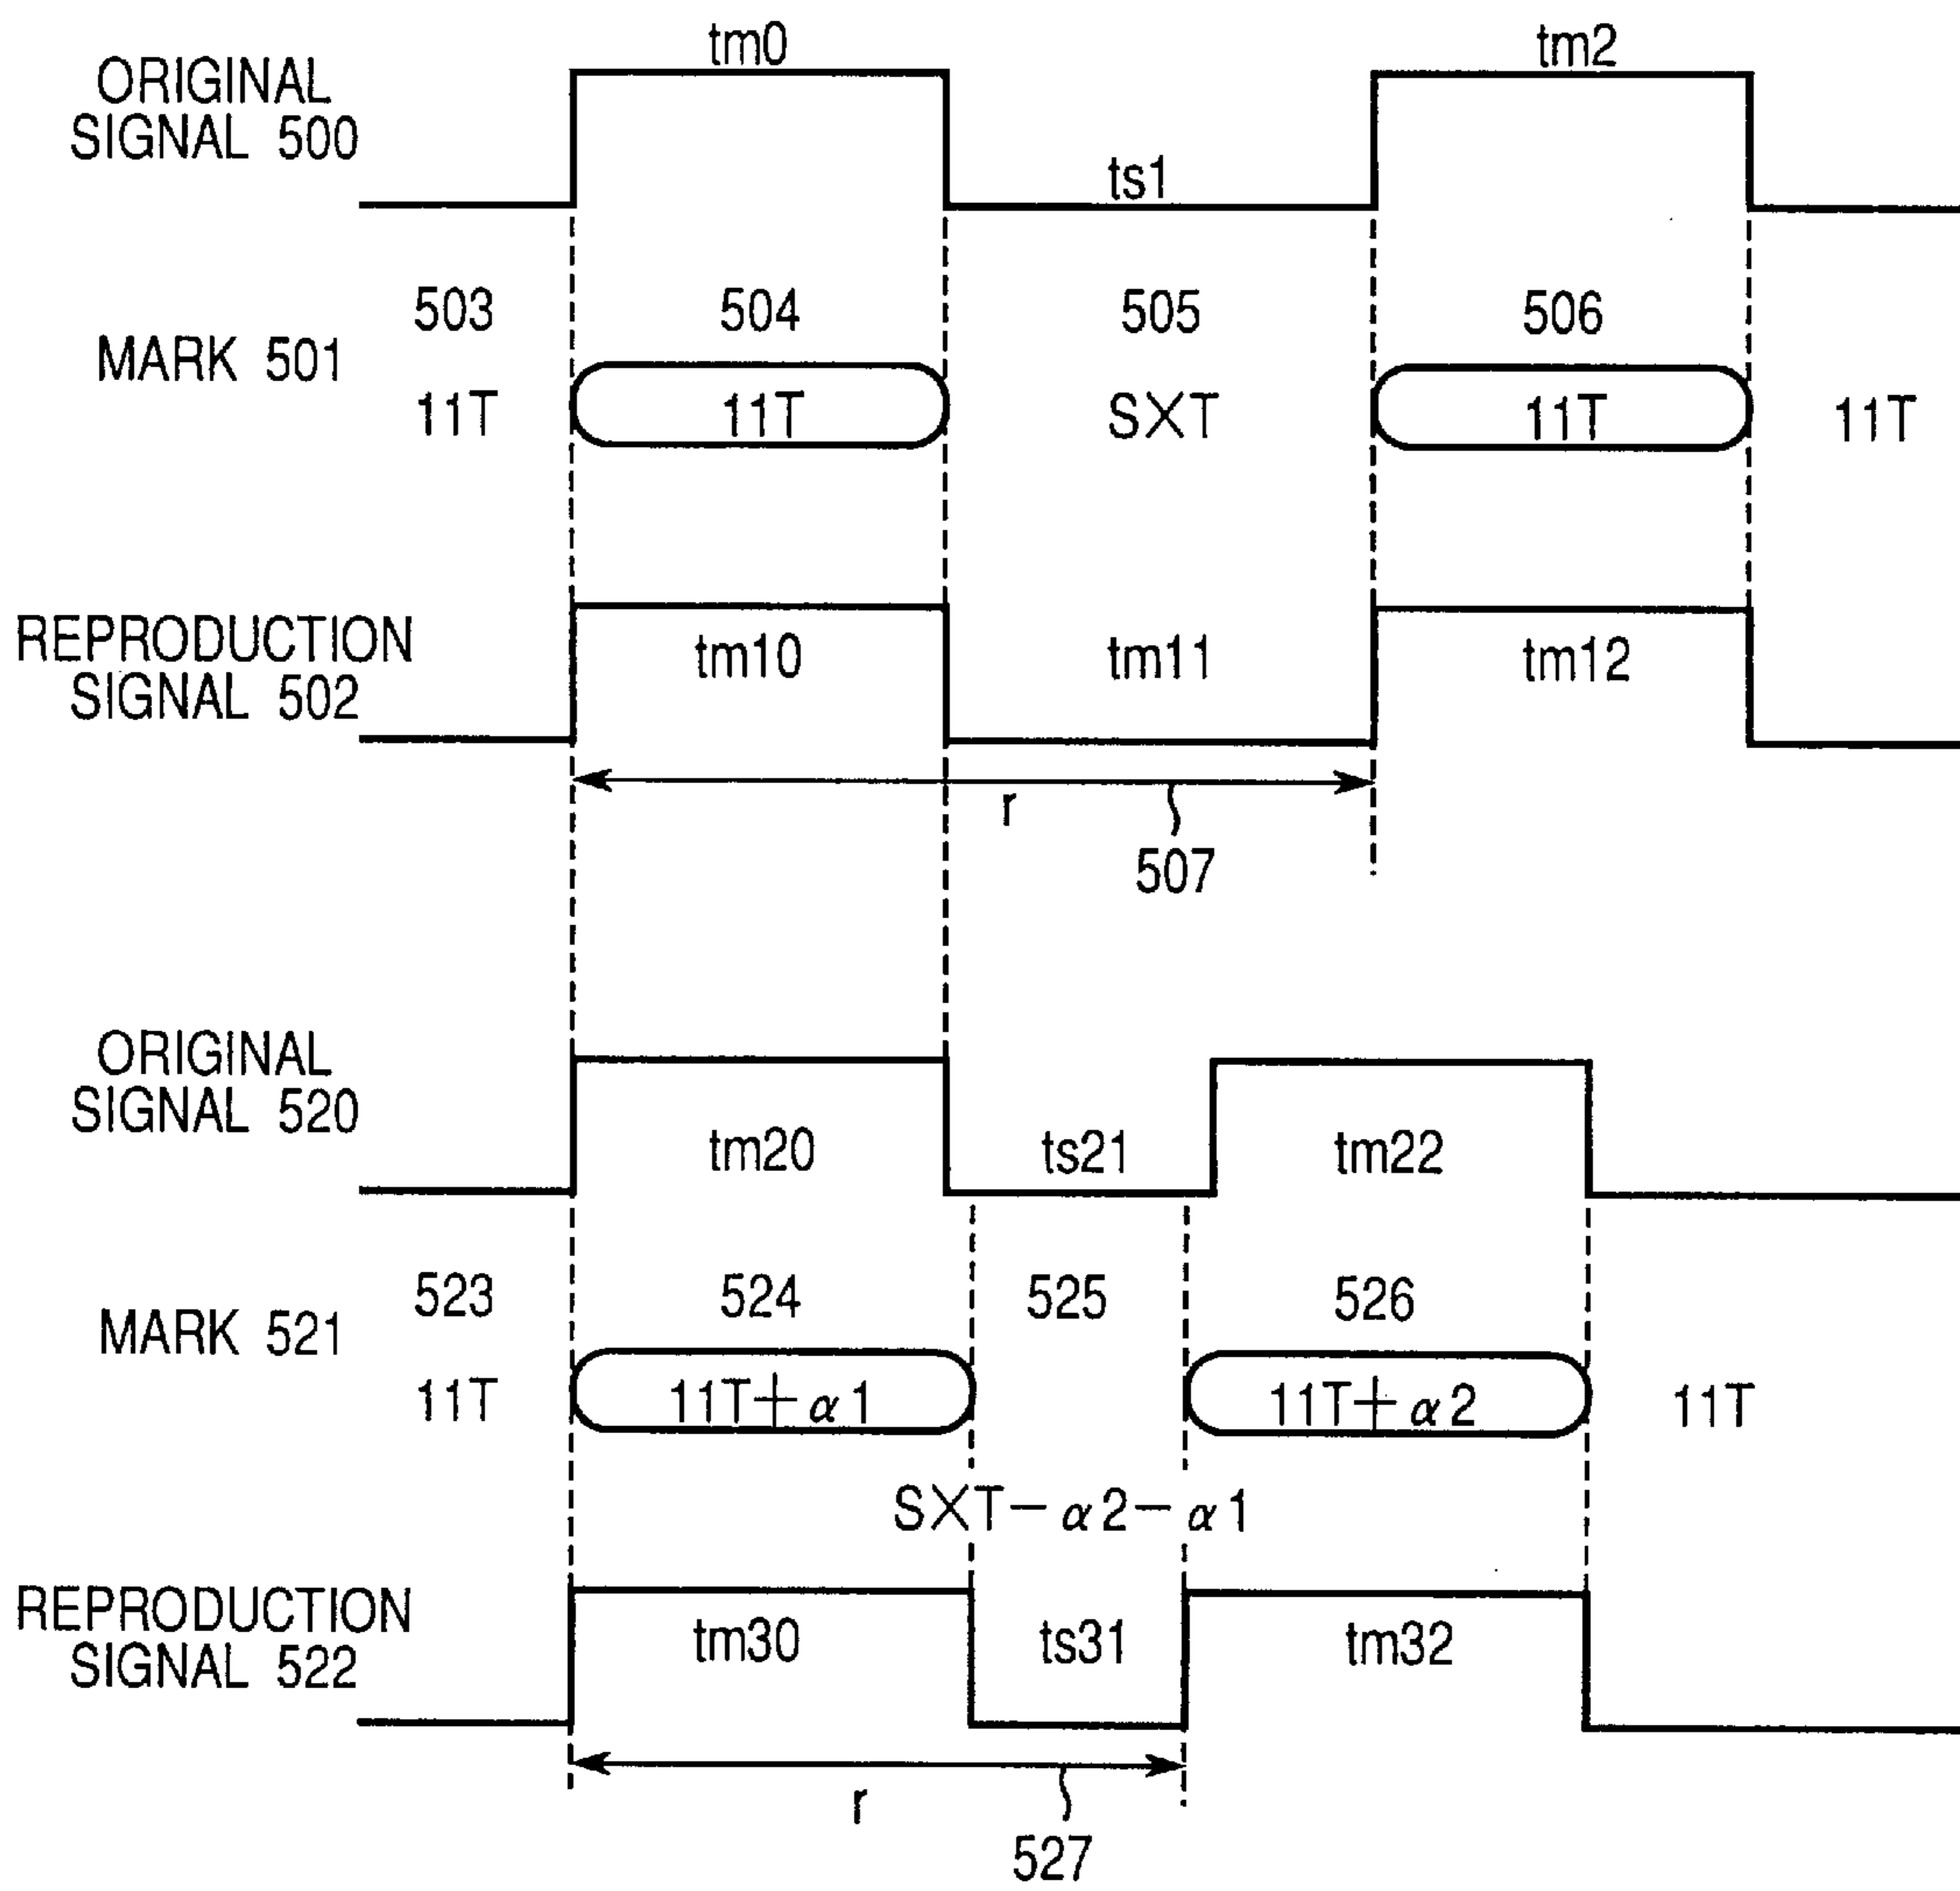 tm0
tm2
ORIGINAL
SIGNAL 500
ts1
503
504
505
506
MARK 501
11T
11T
SXT
11T
11T
REPRODUCTION
SIGNAL 502
tm10
tm11
tm12
r
507
ORIGINAL
SIGNAL 520
tm20
ts21
tm22
523
524
525
526
MARK 521
11T
11T+α1
11T+α2
11T
SXT-α2-α1
REPRODUCTION
SIGNAL 522
tm30
ts31
tm32
r
527